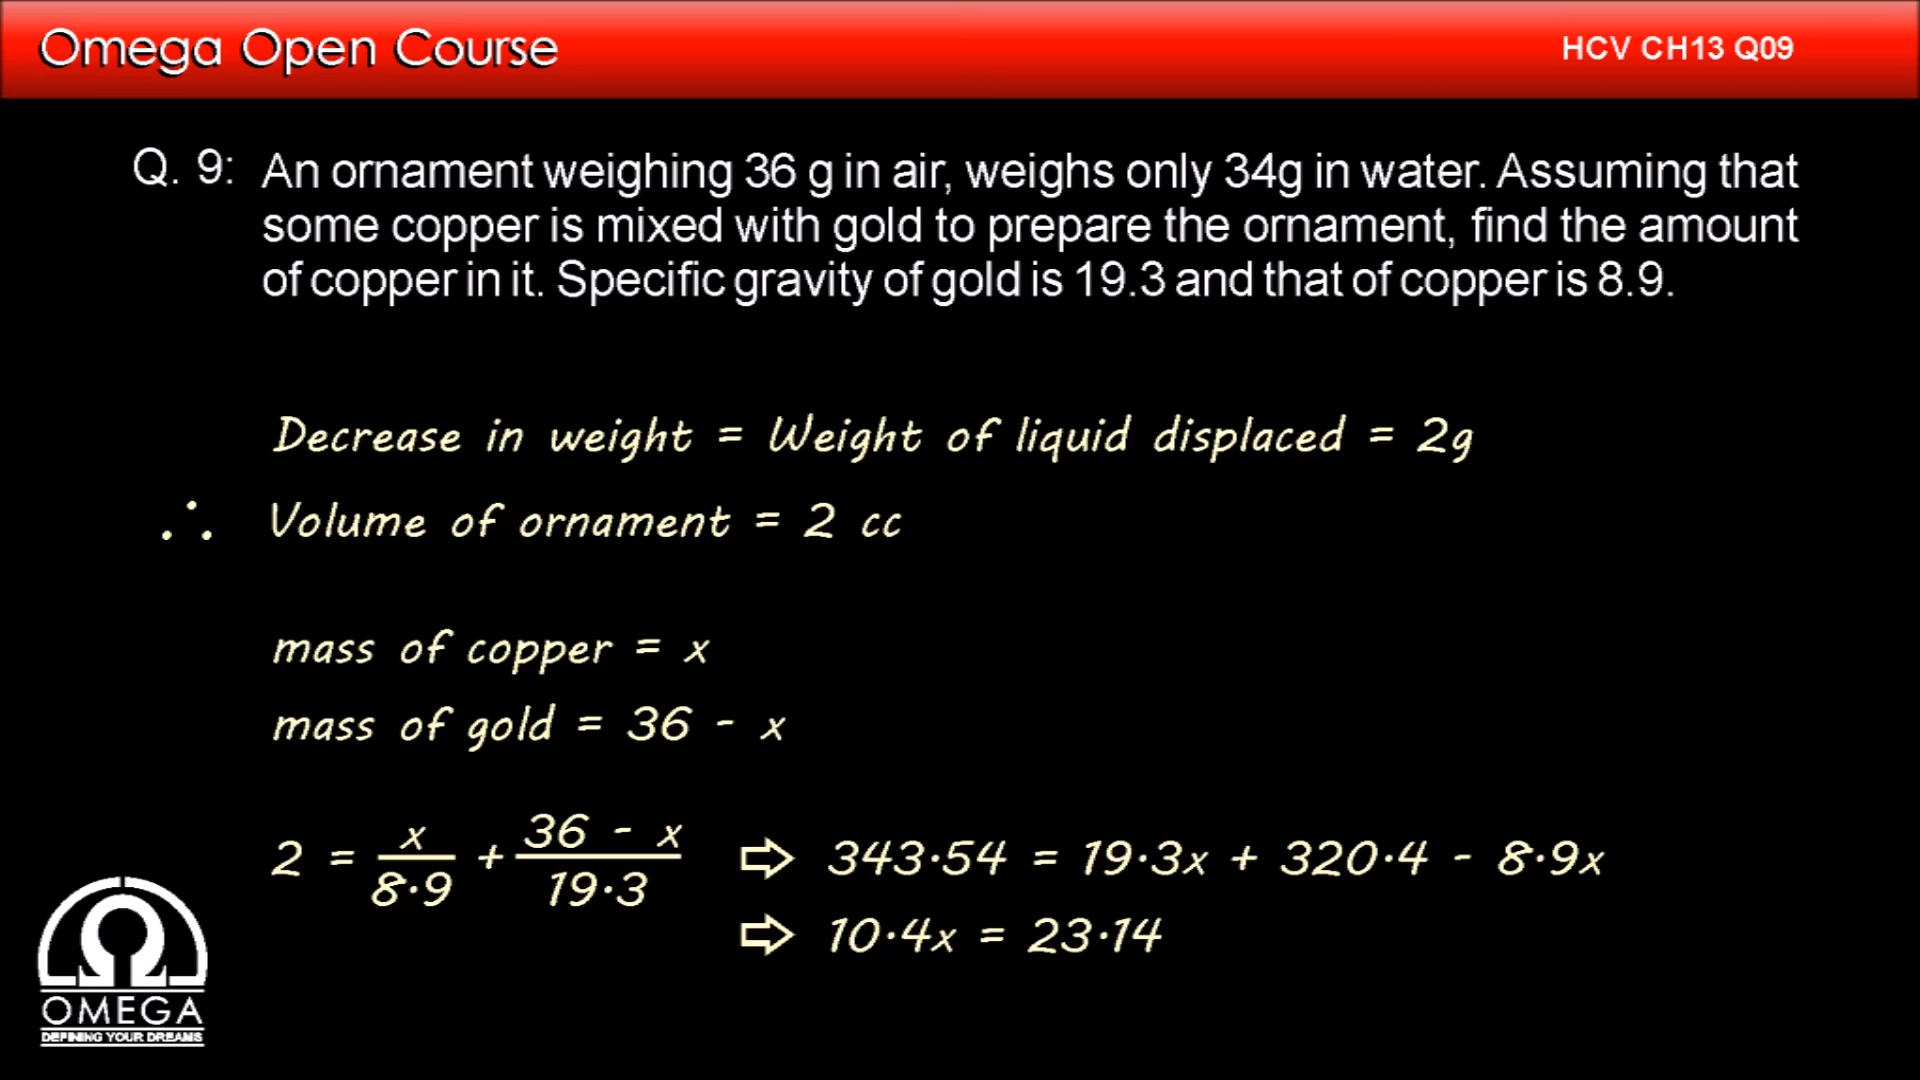 Omega Open Course
HCV CH13 Q09
Q. 9: An ornament weighing 36 g in air, weighs only 34g in water. Assuming that
some copper is mixed with gold to prepare the ornament, find the amount
of copper in it. Specific gravity of gold is 19.3 and that of copper is 8.9.
Decrease in weight = Weight of liquid displaced = 2g
∴ Volume of ornament = 2 cc
mass of copper = x
mass of gold = 36 - x
2 = x/8·9 + (36 - x)/19·3 ⇨ 343·54 = 19·3x + 320·4 - 8·9x
⇨ 10·4x = 23·14
Ω
OMEGA
DEFINING YOUR DREAMS